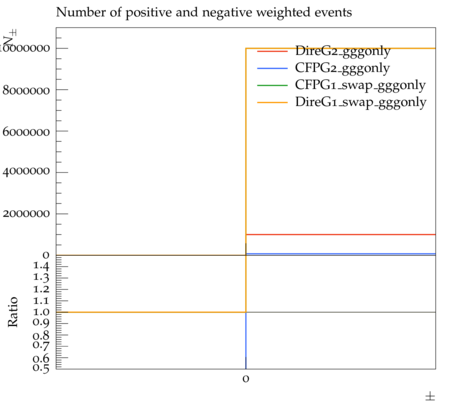 Number of positive and negative weighted events
N±
10000000
8000000
6000000
4000000
2000000
0
DireG2_gggonly
CFPG2_gggonly
CFPG1_swap_gggonly
DireG1_swap_gggonly
Ratio
1.4
1.3
1.2
1.1
1.0
0.9
0.8
0.7
0.6
0.5
0
±